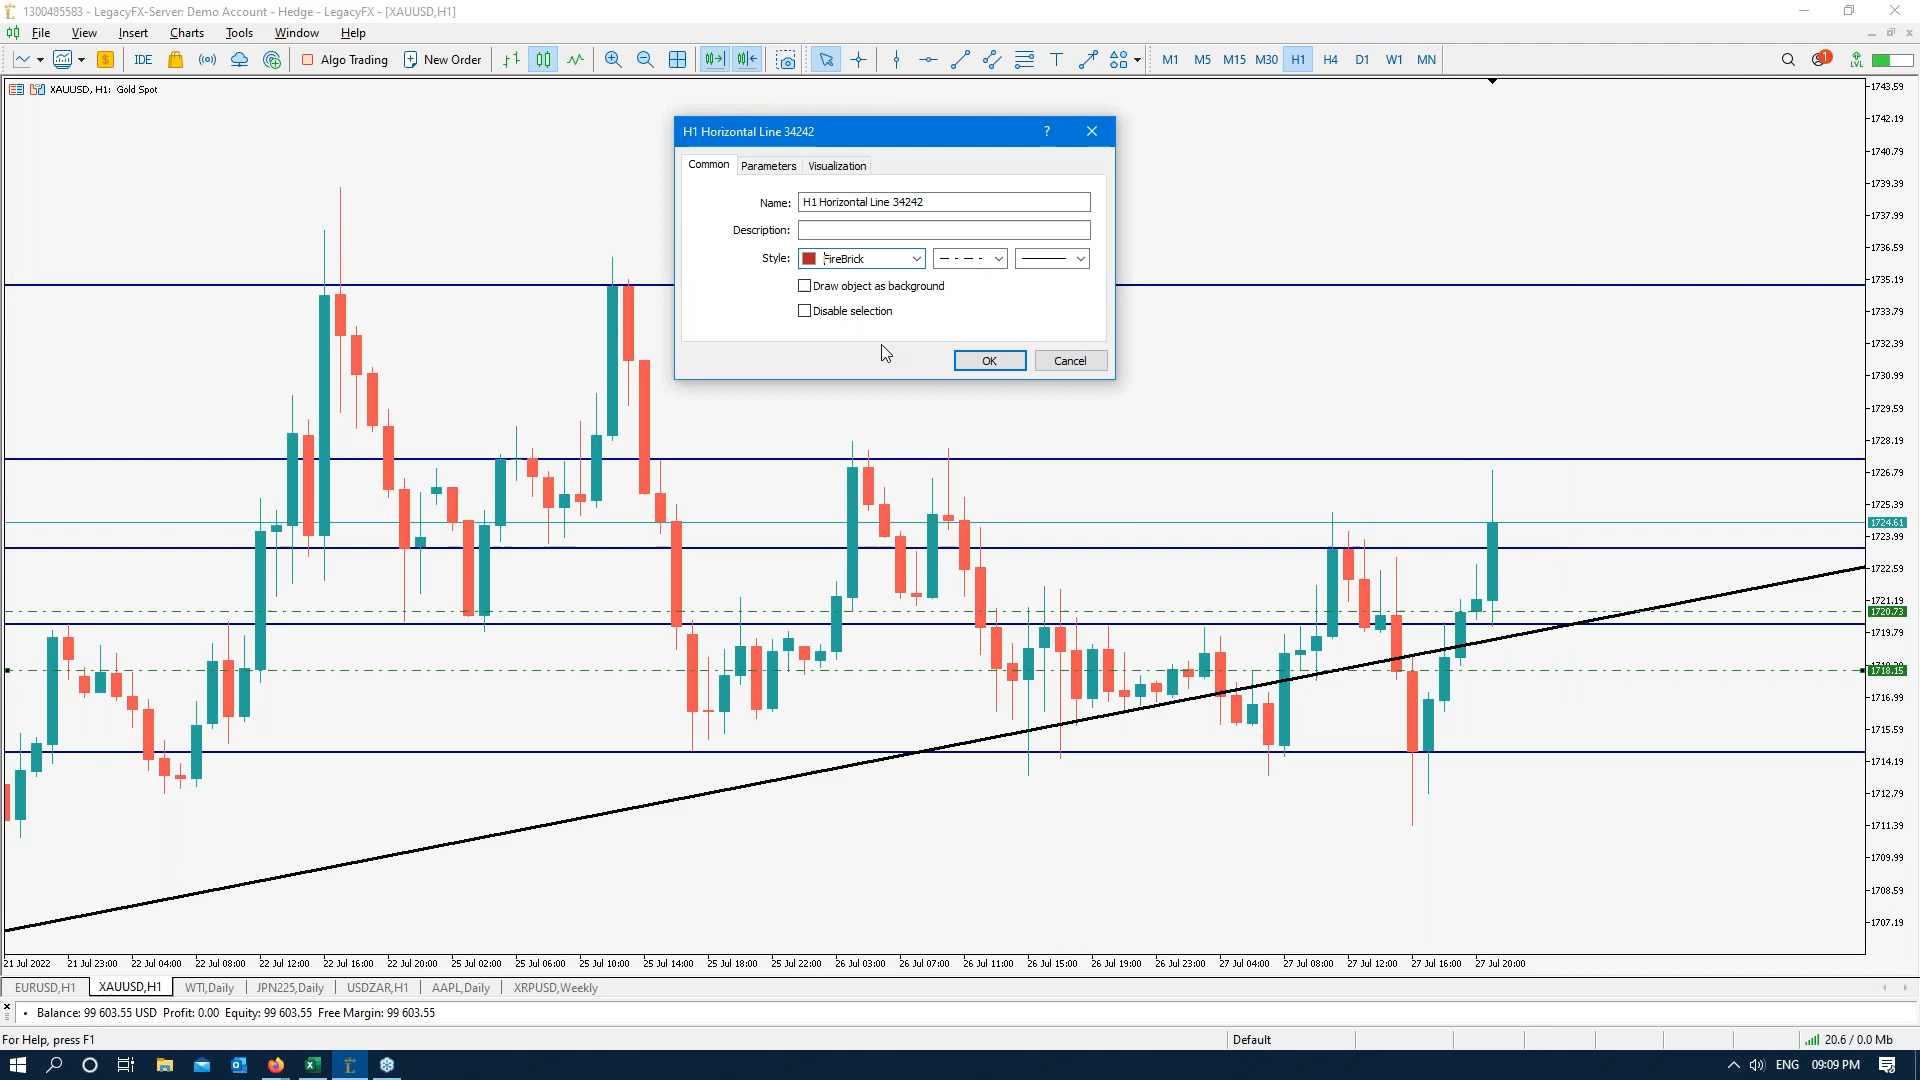 1300485583 - LegacyFX-Server: Demo Account - Hedge - LegacyFX - [XAUUSD,H1]
File View Insert Charts Tools Window Help
IDE Algo Trading New Order M1 M5 M15 M30 H1 H4 D1 W1 MN 1 LVL
XAUUSD, H1: Gold Spot
H1 Horizontal Line 34242 ?
Common Parameters Visualization
Name: H1 Horizontal Line 34242
Description:
Style: FireBrick
Draw object as background
Disable selection
OK Cancel
1743.59
1742.19
1740.79
1739.39
1737.99
1736.59
1735.19
1733.79
1732.39
1730.99
1729.59
1728.19
1726.79
1725.39
1724.61
1723.99
1722.59
1721.19
1720.73
1719.79
1718.15
1716.99
1715.59
1714.19
1712.79
1711.39
1709.99
1708.59
1707.19
21 Jul 2022 21 Jul 23:00 22 Jul 04:00 22 Jul 08:00 22 Jul 12:00 22 Jul 16:00 22 Jul 20:00 25 Jul 02:00 25 Jul 06:00 25 Jul 10:00 25 Jul 14:00 25 Jul 18:00 25 Jul 22:00 26 Jul 03:00 26 Jul 07:00 26 Jul 11:00 26 Jul 15:00 26 Jul 19:00 26 Jul 23:00 27 Jul 04:00 27 Jul 08:00 27 Jul 12:00 27 Jul 16:00 27 Jul 20:00
EURUSD,H1 XAUUSD,H1 WTI,Daily JPN225,Daily USDZAR,H1 AAPL,Daily XRPUSD,Weekly
Balance: 99 603.55 USD Profit: 0.00 Equity: 99 603.55 Free Margin: 99 603.55
For Help, press F1 Default 20.6 / 0.0 Mb
ENG 09:09 PM